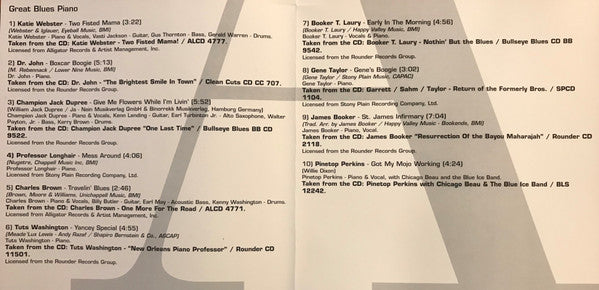 Great Blues Piano
1) Katie Webster - Two Fisted Mama (3:22)
[Webster & Iglauer, Eyeball Music, BMI]
Katie Webster - Piano & Vocals, Vasti Jackson - Guitar, Gus Thornton - Bass, Gerald Warren - Drums.
Taken from the CD: Katie Webster - Two Fisted Mama! / ALCD 4777.
Licensed from Alligator Records & Artist Management, Inc.
2) Dr. John - Boxcar Boogie (5:13)
[M. Rebennack / Lower Nine Music, BMI]
Dr. John - Piano.
Taken from the CD: Dr. John - "The Brightest Smile In Town" / Clean Cuts CD CC 707.
Licensed from the Rounder Records Group.
3) Champion Jack Dupree - Give Me Flowers While I'm Livin' (5:52)
(William Jack Dupree / Ja - Nein Musikverlag GmbH & Binorrekk Musikverlag, Hamburg Germany)
Champion Jack Dupree - Piano & Vocals, Kenn Lending - Guitar, Earl Turbinton Jr. - Alto Saxophone, Walter
Payton, Jr. - Bass, Kerry Brown - Drums.
Taken from the CD: Champion Jack Dupree "One Last Time" / Bullseye Blues BB CD
9522.
Licensed from the Rounder Records Group.
4) Professor Longhair - Mess Around (4:06)
(Nugetre, Chappell Music Inc, BMI)
Professor Longhair - Piano.
Licensed from Stony Plain Recording Company, Ltd.
5) Charles Brown - Travelin' Blues (2:46)
(Brown, Moore & Williams, Unichappell Music, BMI)
Charles Brown - Piano & Vocals, Billy Butler - Guitar, Earl May - Acoustic Bass, Kenny Washington - Drums.
Taken from the CD: Charles Brown - One More For The Road / ALCD 4771.
Licensed from Alligator Records & Artists Management, Inc.
6) Tuts Washington - Yancey Special (4:55)
(Meade'Lux Lewis - Andy Razaf / Shapiro Bernstein & Co., ASCAP)
Tuts Washington - Piano.
Taken from the CD: Tuts Washington - "New Orleans Piano Professor" / Rounder CD
11501.
Licensed from the Rounder Records Group.
7) Booker T. Laury - Early In The Morning (4:56)
[Booker T. Laury / Happy Valley Music, BMI]
Booker T. Laury - Vocals & Piano.
Taken from the CD: Booker T. Laury - Nothin' But the Blues / Bullseye Blues CD BB
9542.
Licensed from the Rounder Records Group.
8) Gene Taylor - Gene's Boogie (3:02)
[Gene Taylor / Stony Plain Music, CAPAC]
Gene Taylor - Piano.
Taken from the CD: Garrett / Sahm / Taylor - Return of the Formerly Bros. / SPCD
1104.
Licensed from Stony Plain Recording Company, Ltd.
9) James Booker - St. James Infirmary (7:04)
(Trad. Arr. by James Booker / Happy Valley Music - Bookends, BMI)
James Booker - Piano, Vocal.
Taken from the CD: James Booker "Resurrection Of the Bayou Maharajah" / Rounder CD
2118.
Licensed from the Rounder Records Group.
10) Pinetop Perkins - Got My Mojo Working (4:24)
(Willie Dixon)
Pinetop Perkins - Piano & Vocal, with Chicago Beau and the Blue Ice Band.
Taken from the CD: Pinetop Perkins with Chicago Beau & The Blue Ice Band / BLS
12242.